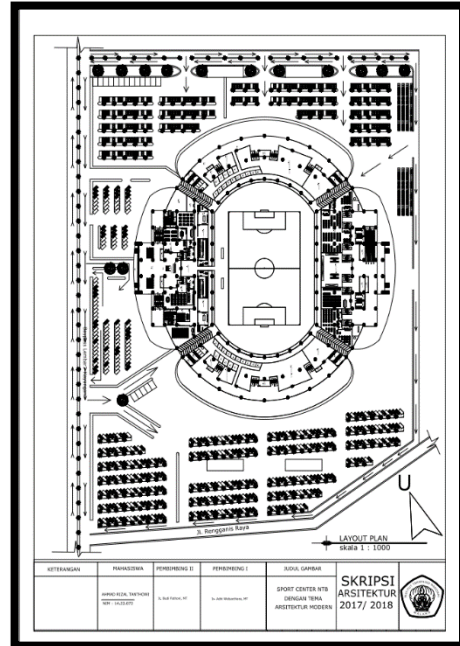 U
Jl. Rengganis Raya
LAYOUT PLAN
skala 1 : 1000
KETERANGAN
MAHASISWA
PEMBIMBING II
PEMBIMBING I
JUDUL GAMBAR
SPORT CENTER NTB
DENGAN TEMA
ARSITEKTUR MODERN
SKRIPSI
ARSITEKTUR
2017/ 2018